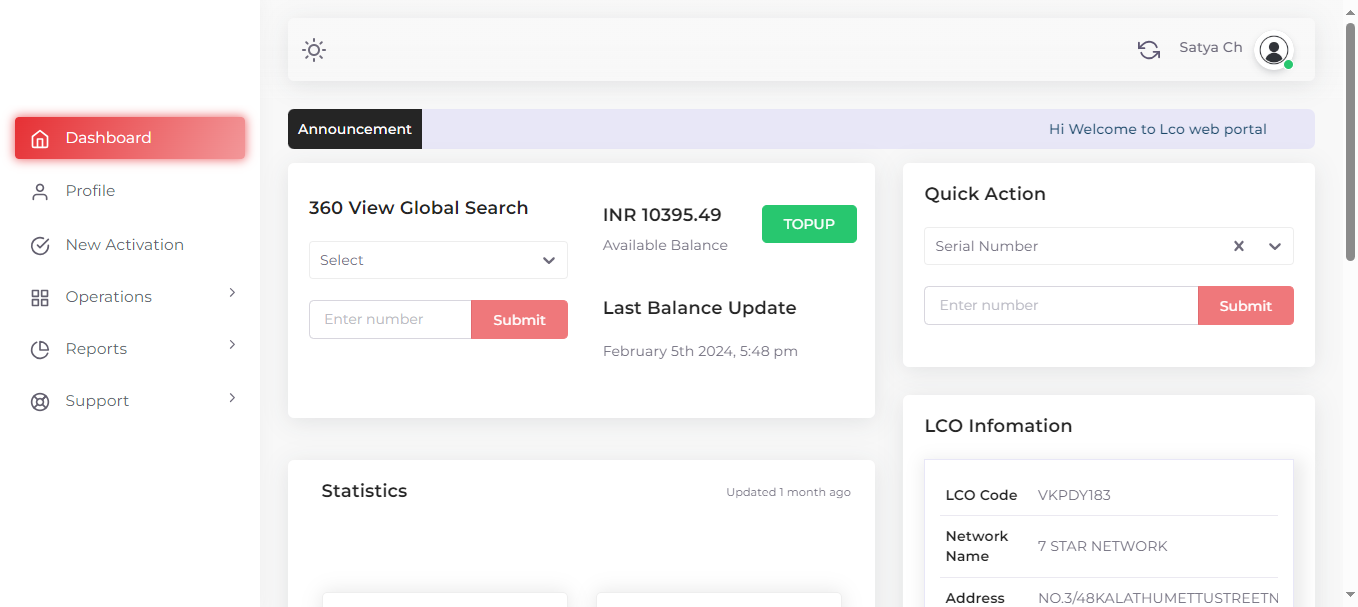 Satya Ch
Dashboard
Profile
New Activation
Operations
Reports
Support
Announcement
Hi Welcome to Lco web portal
360 View Global Search
Select
Enter number
Submit
INR 10395.49
Available Balance
TOPUP
Last Balance Update
February 5th 2024, 5:48 pm
Quick Action
Serial Number
Enter number
Submit
Statistics
Updated 1 month ago
LCO Infomation
LCO Code VKPDY183
Network
Name
7 STAR NETWORK
Address NO.3/48KALATHUMETTUSTREETN